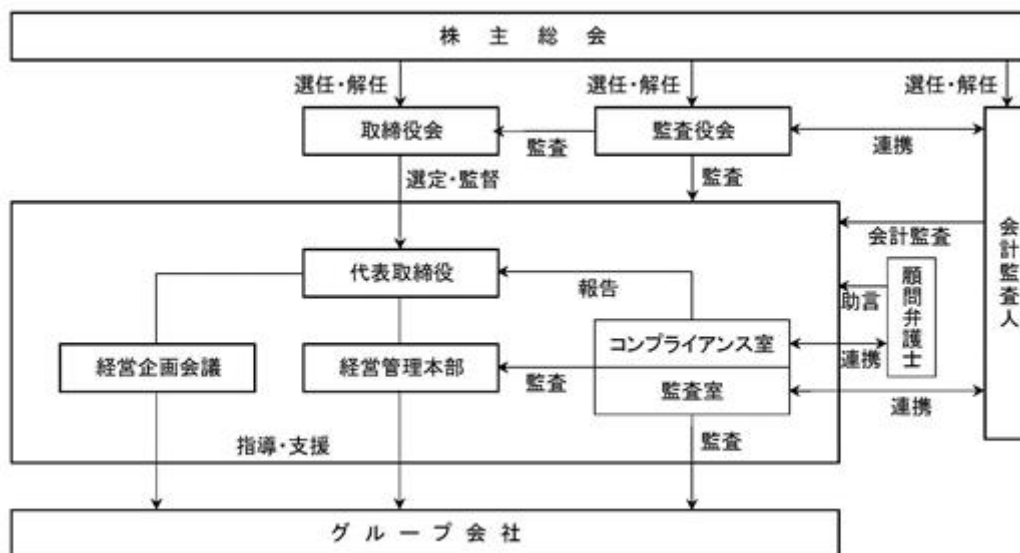 株主総会
選任・解任
選任・解任
選任・解任
取締役会
監査
監査役会
連携
選定・監督
監査
会計監査
会計監査人
代表取締役
報告
助言
顧問弁護士
経営企画会議
経営管理本部
監査
コンプライアンス室
連携
監査室
連携
指導・支援
監査
グループ会社